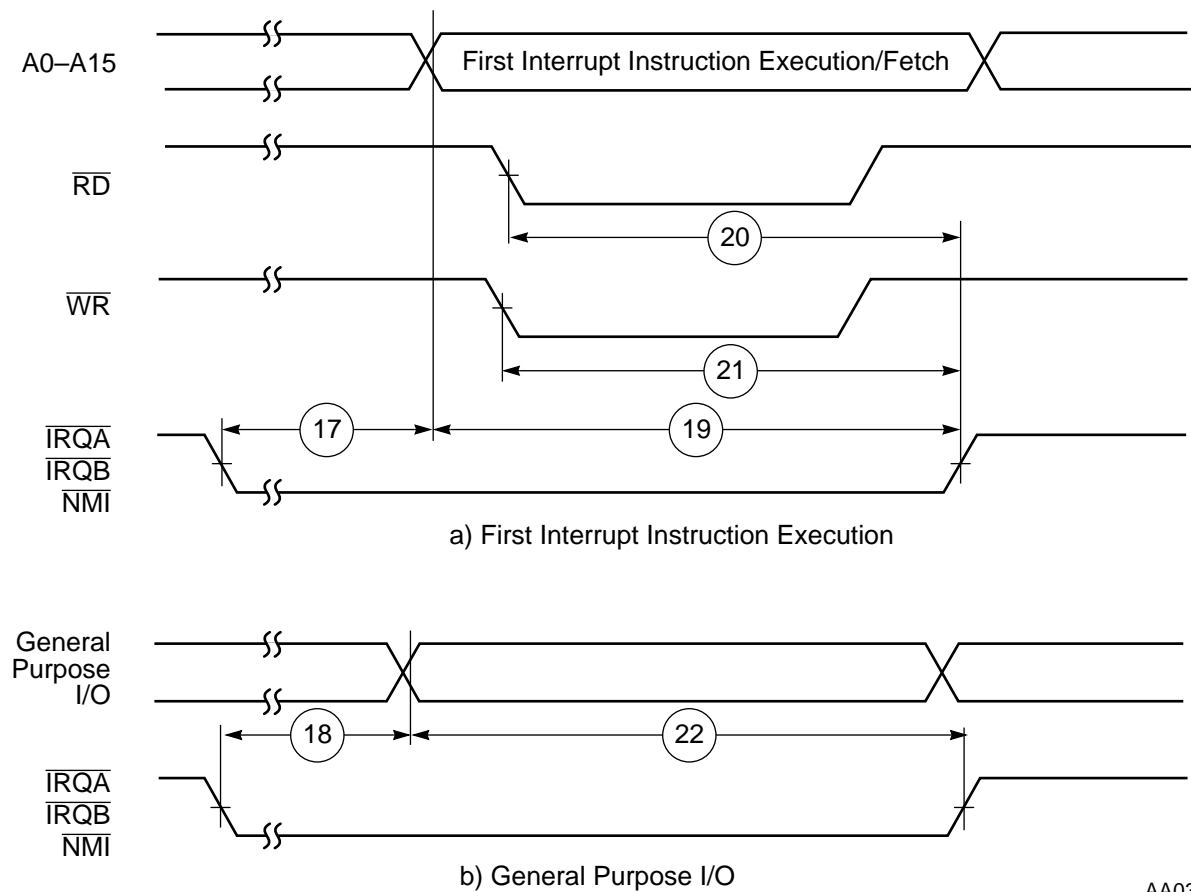 A0–A15
First Interrupt Instruction Execution/Fetch
RD
20
WR
21
17
19
IRQA
IRQB
NMI
a) First Interrupt Instruction Execution
General
Purpose
I/O
18
22
IRQA
IRQB
NMI
b) General Purpose I/O